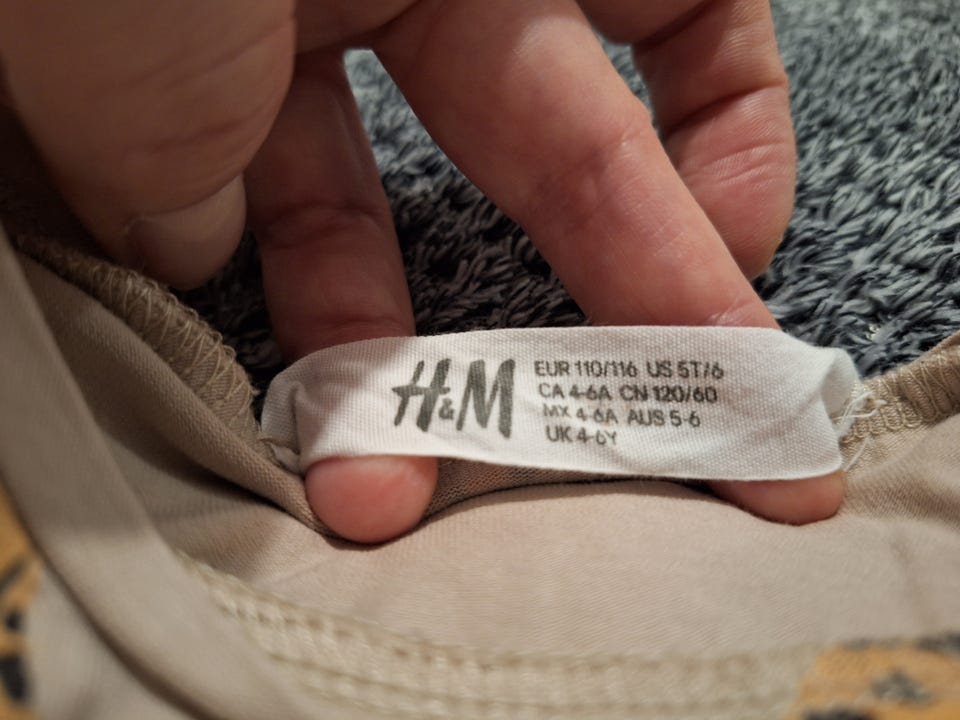 H&M
EUR 110/116 US 5T/6
CA 4-6A CN 120/60
MX 4-6A AUS 5-6
UK 4-6Y